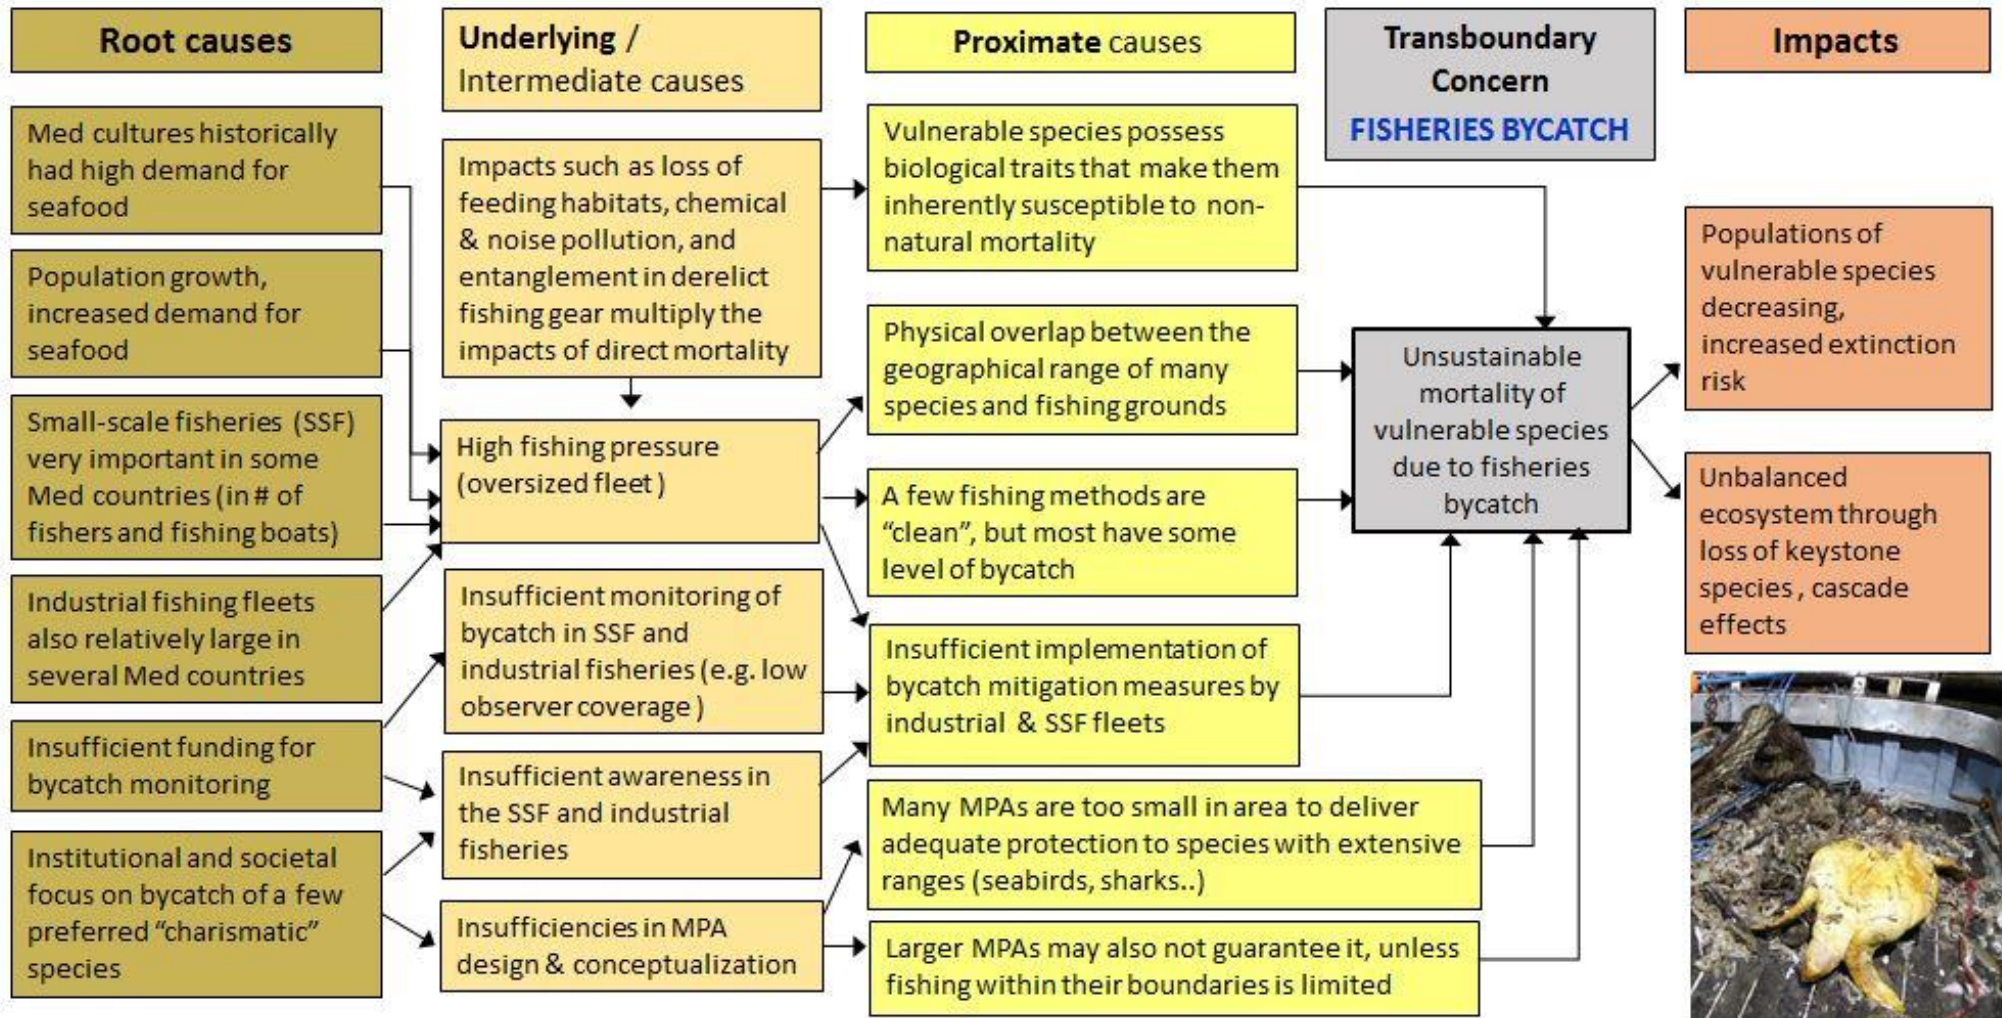 Root causes
Med cultures historically
had high demand for
seafood
Population growth,
increased demand for
seafood
Small-scale fisheries (SSF)
very important in some
Med countries (in # of
fishers and fishing boats)
Industrial fishing fleets
also relatively large in
several Med countries
Insufficient funding for
bycatch monitoring
Institutional and societal
focus on bycatch of a few
preferred “charismatic”
species
Underlying /
Intermediate causes
Impacts such as loss of
feeding habitats, chemical
& noise pollution, and
entanglement in derelict
fishing gear multiply the
impacts of direct mortality
High fishing pressure
(oversized fleet )
Insufficient monitoring of
bycatch in SSF and
industrial fisheries (e.g. low
observer coverage )
Insufficient awareness in
the SSF and industrial
fisheries
Insufficiencies in MPA
design & conceptualization
Proximate causes
Vulnerable species possess
biological traits that make them
inherently susceptible to non-
natural mortality
Physical overlap between the
geographical range of many
species and fishing grounds
A few fishing methods are
“clean”, but most have some
level of bycatch
Insufficient implementation of
bycatch mitigation measures by
industrial & SSF fleets
Many MPAs are too small in area to deliver
adequate protection to species with extensive
ranges (seabirds, sharks..)
Larger MPAs may also not guarantee it, unless
fishing within their boundaries is limited
Transboundary
Concern
FISHERIES BYCATCH
Unsustainable
mortality of
vulnerable species
due to fisheries
bycatch
Impacts
Populations of
vulnerable species
decreasing,
increased extinction
risk
Unbalanced
ecosystem through
loss of keystone
species , cascade
effects